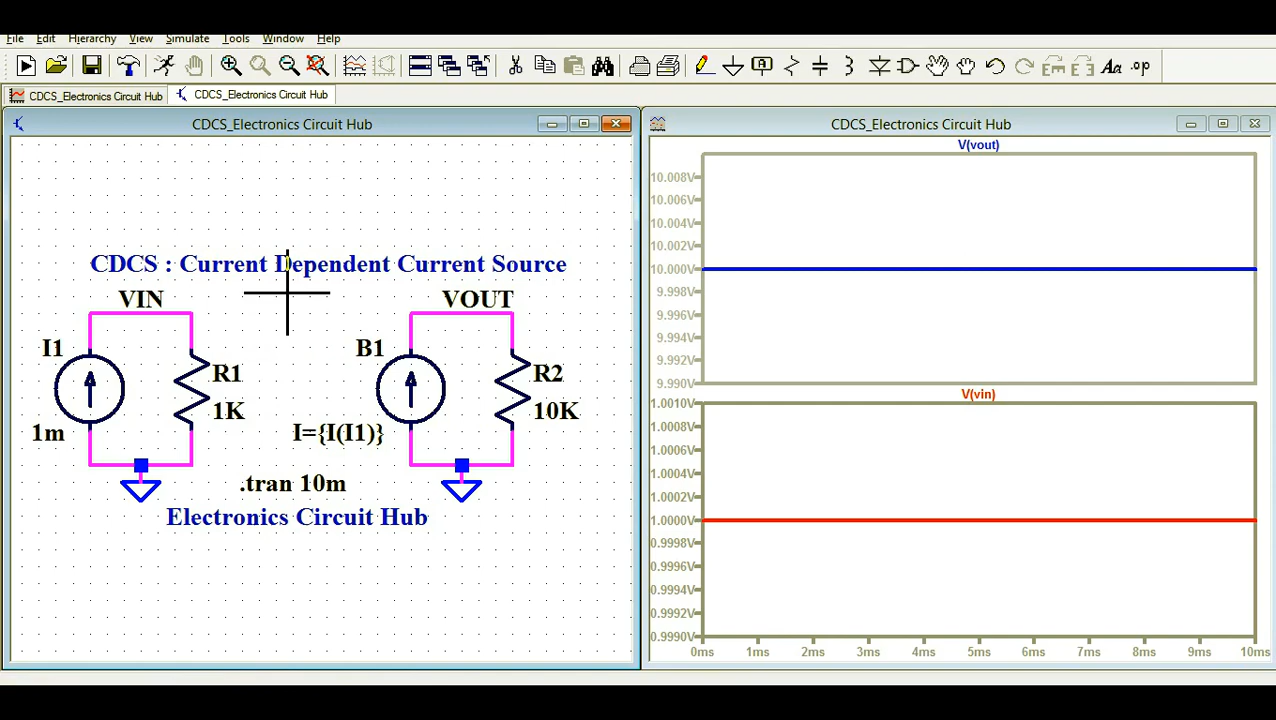 File Edit Hierarchy View Simulate Tools Window Help
.op
CDCS_Electronics Circuit Hub CDCS_Electronics Circuit Hub
CDCS_Electronics Circuit Hub
CDCS : Current Dependent Current Source
VIN
VOUT
I1
B1
R1
R2
1K
10K
1m
I={I(I1)}
.tran 10m
Electronics Circuit Hub
CDCS_Electronics Circuit Hub
V(vout)
10.008V
10.006V
10.004V
10.002V
10.000V
9.998V
9.996V
9.994V
9.992V
9.990V
V(vin)
1.0010V
1.0008V
1.0006V
1.0004V
1.0002V
1.0000V
0.9998V
0.9996V
0.9994V
0.9992V
0.9990V
0ms 1ms 2ms 3ms 4ms 5ms 6ms 7ms 8ms 9ms 10ms